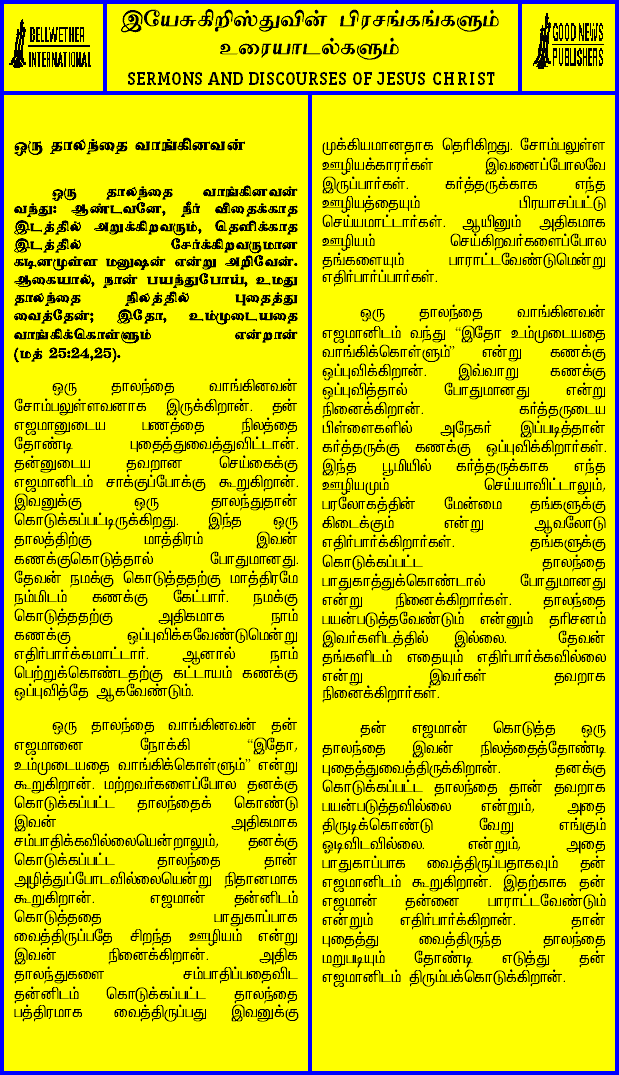 BELLWETHER
INTERNATIONAL
இயேசுகிறிஸ்துவின் பிரசங்கங்களும்
உரையாடல்களும்
SERMONS AND DISCOURSES OF JESUS CHRIST
GOOD NEWS
PUBLISHERS
ஒரு தாலந்தை வாங்கினவன்
ஒரு தாலந்தை வாங்கினவன்
வந்து: ஆண்டவனே, நீர் விதைக்காத
இடத்தில் அறுக்கிறவரும், தெளிக்காத
இடத்தில் சேர்க்கிறவருமான
கடினமுள்ள மனுஷன் என்று அறிவேன்.
ஆகையால், நான் பயந்துபோய், உமது
தாலந்தை நிலத்தில் புதைத்து
வைத்தேன்; இதோ, உம்முடையதை
வாங்கிக்கொள்ளும் என்றான்
(மத் 25:24,25).
ஒரு தாலந்தை வாங்கினவன்
சோம்பலுள்ளவனாக இருக்கிறான். தன்
எஜமானுடைய பணத்தை நிலத்தை
தோண்டி புதைத்துவைத்துவிட்டான்.
தன்னுடைய தவறான செய்கைக்கு
எஜமானிடம் சாக்குப்போக்கு கூறுகிறான்.
இவனுக்கு ஒரு தாலந்துதான்
கொடுக்கப்பட்டிருக்கிறது. இந்த ஒரு
தாலத்திற்கு மாத்திரம் இவன்
கணக்குகொடுத்தால் போதுமானது.
தேவன் நமக்கு கொடுத்ததற்கு மாத்திரமே
நம்மிடம் கணக்கு கேட்பார். நமக்கு
கொடுத்ததற்கு அதிகமாக நாம்
கணக்கு ஒப்புவிக்கவேண்டுமென்று
எதிர்பார்க்கமாட்டார். ஆனால் நாம்
பெற்றுக்கொண்டதற்கு கட்டாயம் கணக்கு
ஒப்புவித்தே ஆகவேண்டும்.
ஒரு தாலந்தை வாங்கினவன் தன்
எஜமானை நோக்கி “இதோ,
உம்முடையதை வாங்கிக்கொள்ளும்” என்று
கூறுகிறான். மற்றவர்களைப்போல தனக்கு
கொடுக்கப்பட்ட தாலந்தைக் கொண்டு
இவன் அதிகமாக
சம்பாதிக்கவில்லையென்றாலும், தனக்கு
கொடுக்கப்பட்ட தாலந்தை தான்
அழித்துப்போடவில்லையென்று நிதானமாக
கூறுகிறான். எஜமான் தன்னிடம்
கொடுத்ததை பாதுகாப்பாக
வைத்திருப்பதே சிறந்த ஊழியம் என்று
இவன் நினைக்கிறான். அதிக
தாலந்துகளை சம்பாதிப்பதைவிட
தன்னிடம் கொடுக்கப்பட்ட தாலந்தை
பத்திரமாக வைத்திருப்பது இவனுக்கு
முக்கியமானதாக தெரிகிறது. சோம்பலுள்ள
ஊழியக்காரர்கள் இவனைப்போலவே
இருப்பார்கள். கர்த்தருக்காக எந்த
ஊழியத்தையும் பிரயாசப்பட்டு
செய்யமாட்டார்கள். ஆயினும் அதிகமாக
ஊழியம் செய்கிறவர்களைப்போல
தங்களையும் பாராட்டவேண்டுமென்று
எதிர்பார்ப்பார்கள்.
ஒரு தாலந்தை வாங்கினவன்
எஜமானிடம் வந்து “இதோ உம்முடையதை
வாங்கிக்கொள்ளும்” என்று கணக்கு
ஒப்புவிக்கிறான். இவ்வாறு கணக்கு
ஒப்புவித்தால் போதுமானது என்று
நினைக்கிறான். கர்த்தருடைய
பிள்ளைகளில் அநேகர் இப்படித்தான்
கர்த்தருக்கு கணக்கு ஒப்புவிக்கிறார்கள்.
இந்த பூமியில் கர்த்தருக்காக எந்த
ஊழியமும் செய்யாவிட்டாலும்,
பரலோகத்தின் மேன்மை தங்களுக்கு
கிடைக்கும் என்று ஆவலோடு
எதிர்பார்க்கிறார்கள். தங்களுக்கு
கொடுக்கப்பட்ட தாலந்தை
பாதுகாத்துக்கொண்டால் போதுமானது
என்று நினைக்கிறார்கள். தாலந்தை
பயன்படுத்தவேண்டும் என்னும் தரிசனம்
இவர்களிடத்தில் இல்லை. தேவன்
தங்களிடம் எதையும் எதிர்பார்க்கவில்லை
என்று இவர்கள் தவறாக
நினைக்கிறார்கள்.
தன் எஜமான் கொடுத்த ஒரு
தாலந்தை இவன் நிலத்தைத்தோண்டி
புதைத்துவைத்திருக்கிறான். தனக்கு
கொடுக்கப்பட்ட தாலந்தை தான் தவறாக
பயன்படுத்தவில்லை என்றும், அதை
திருடிக்கொண்டு வேறு எங்கும்
ஓடிவிடவில்லை. என்றும், அதை
பாதுகாப்பாக வைத்திருப்பதாகவும் தன்
எஜமானிடம் கூறுகிறான். இதற்காக தன்
எஜமான் தன்னை பாராட்டவேண்டும்
என்றும் எதிர்பார்க்கிறான். தான்
புதைத்து வைத்திருந்த தாலந்தை
மறுபடியும் தோண்டி எடுத்து தன்
எஜமானிடம் திரும்பக்கொடுக்கிறான்.